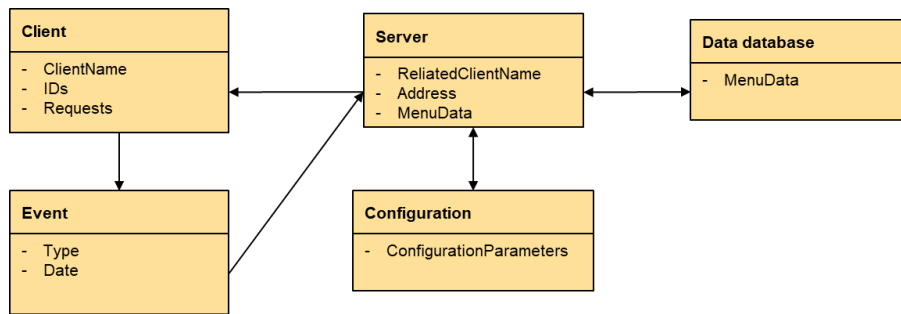 Client
- ClientName
- IDs
- Requests
Server
- ReliatedClientName
- Address
- MenuData
Data database
- MenuData
Event
- Type
- Date
Configuration
- ConfigurationParameters